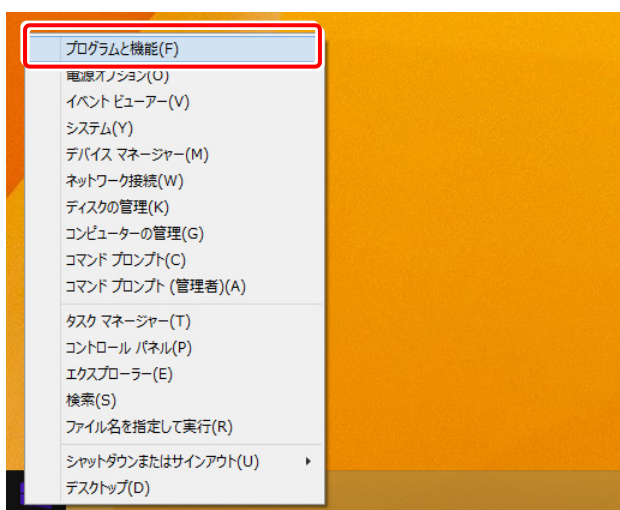 プログラムと機能(F)
電源オプション(O)
イベント ビューアー(V)
システム(Y)
デバイス マネージャー(M)
ネットワーク接続(W)
ディスクの管理(K)
コンピューターの管理(G)
コマンド プロンプト(C)
コマンド プロンプト (管理者)(A)
タスク マネージャー(T)
コントロール パネル(P)
エクスプローラー(E)
検索(S)
ファイル名を指定して実行(R)
シャットダウンまたはサインアウト(U)
デスクトップ(D)